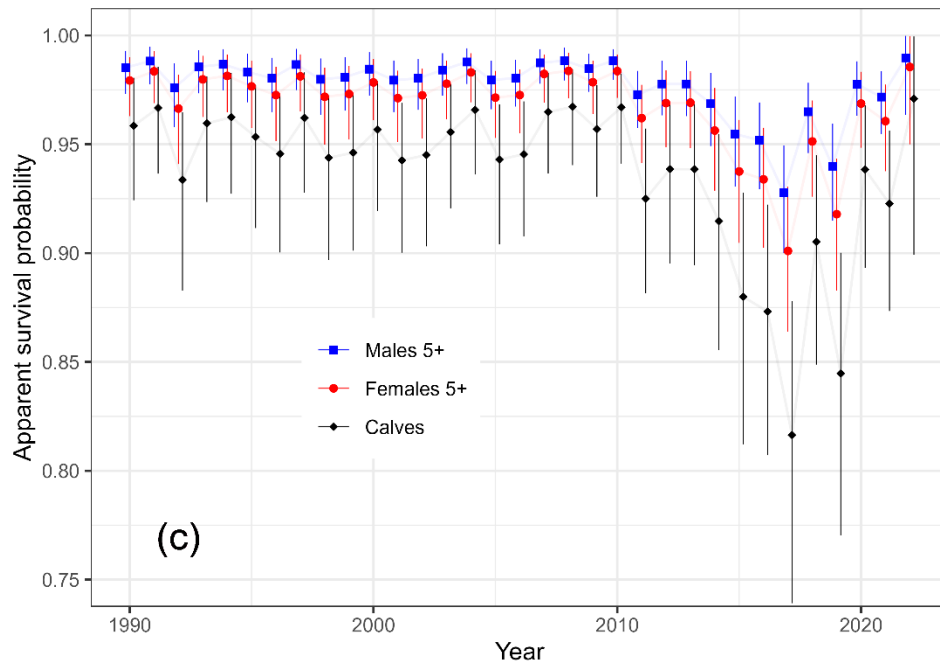 1.00
0.95
0.90
0.85
0.80
0.75
Apparent survival probability
Males 5+
Females 5+
Calves
(c)
1990
2000
2010
2020
Year